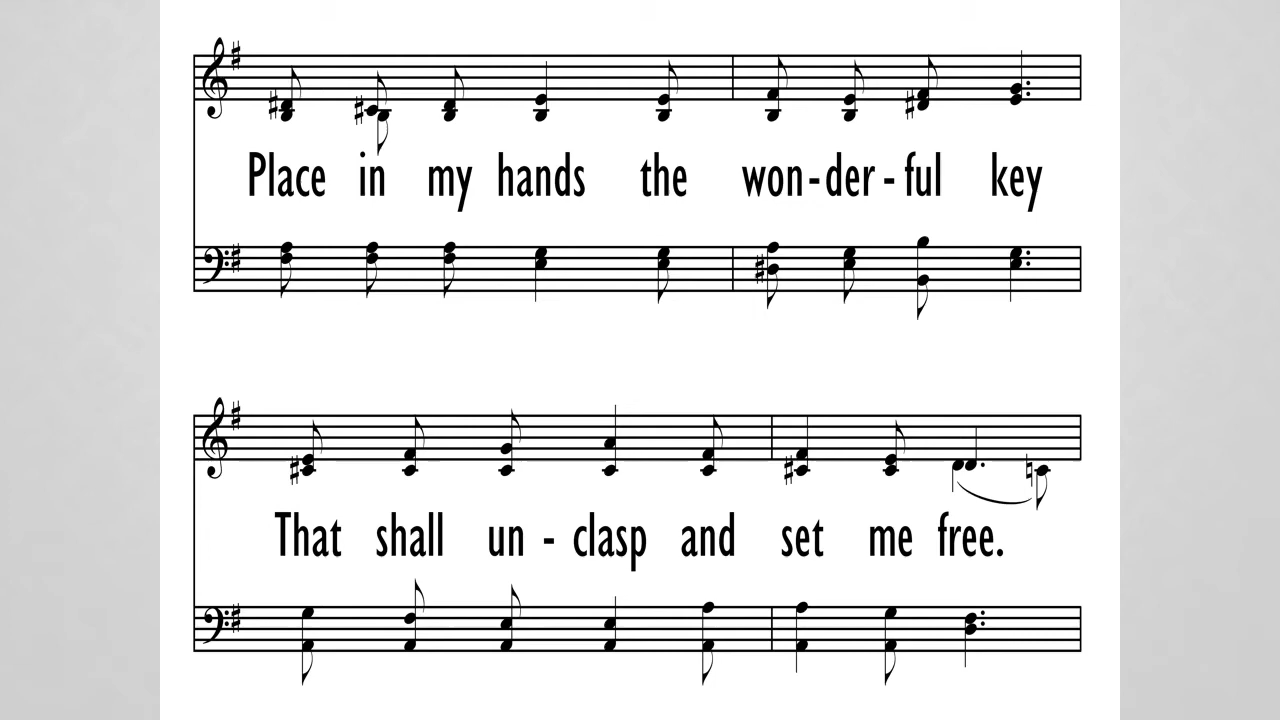 Place in my hands the won-der-ful key
That shall un-clasp and set me free.